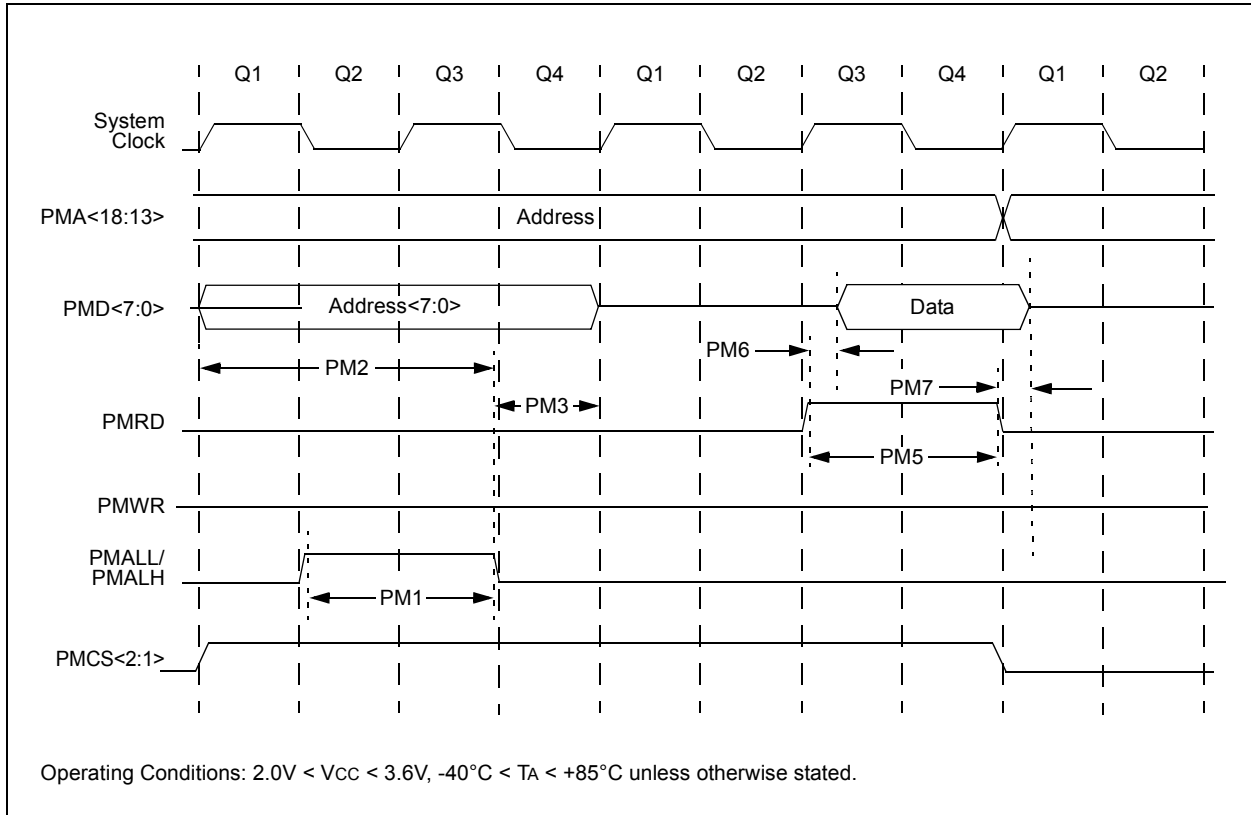 Q1 Q2 Q3 Q4 Q1 Q2 Q3 Q4 Q1 Q2
System
Clock
PMA<18:13>
Address
PMD<7:0>
Address<7:0>
Data
PM2
PM6
PM7
PM3
PMRD
PM5
PMWR
PMALL/
PMALH
PM1
PMCS<2:1>
Operating Conditions: 2.0V < VCC < 3.6V, -40°C < TA < +85°C unless otherwise stated.